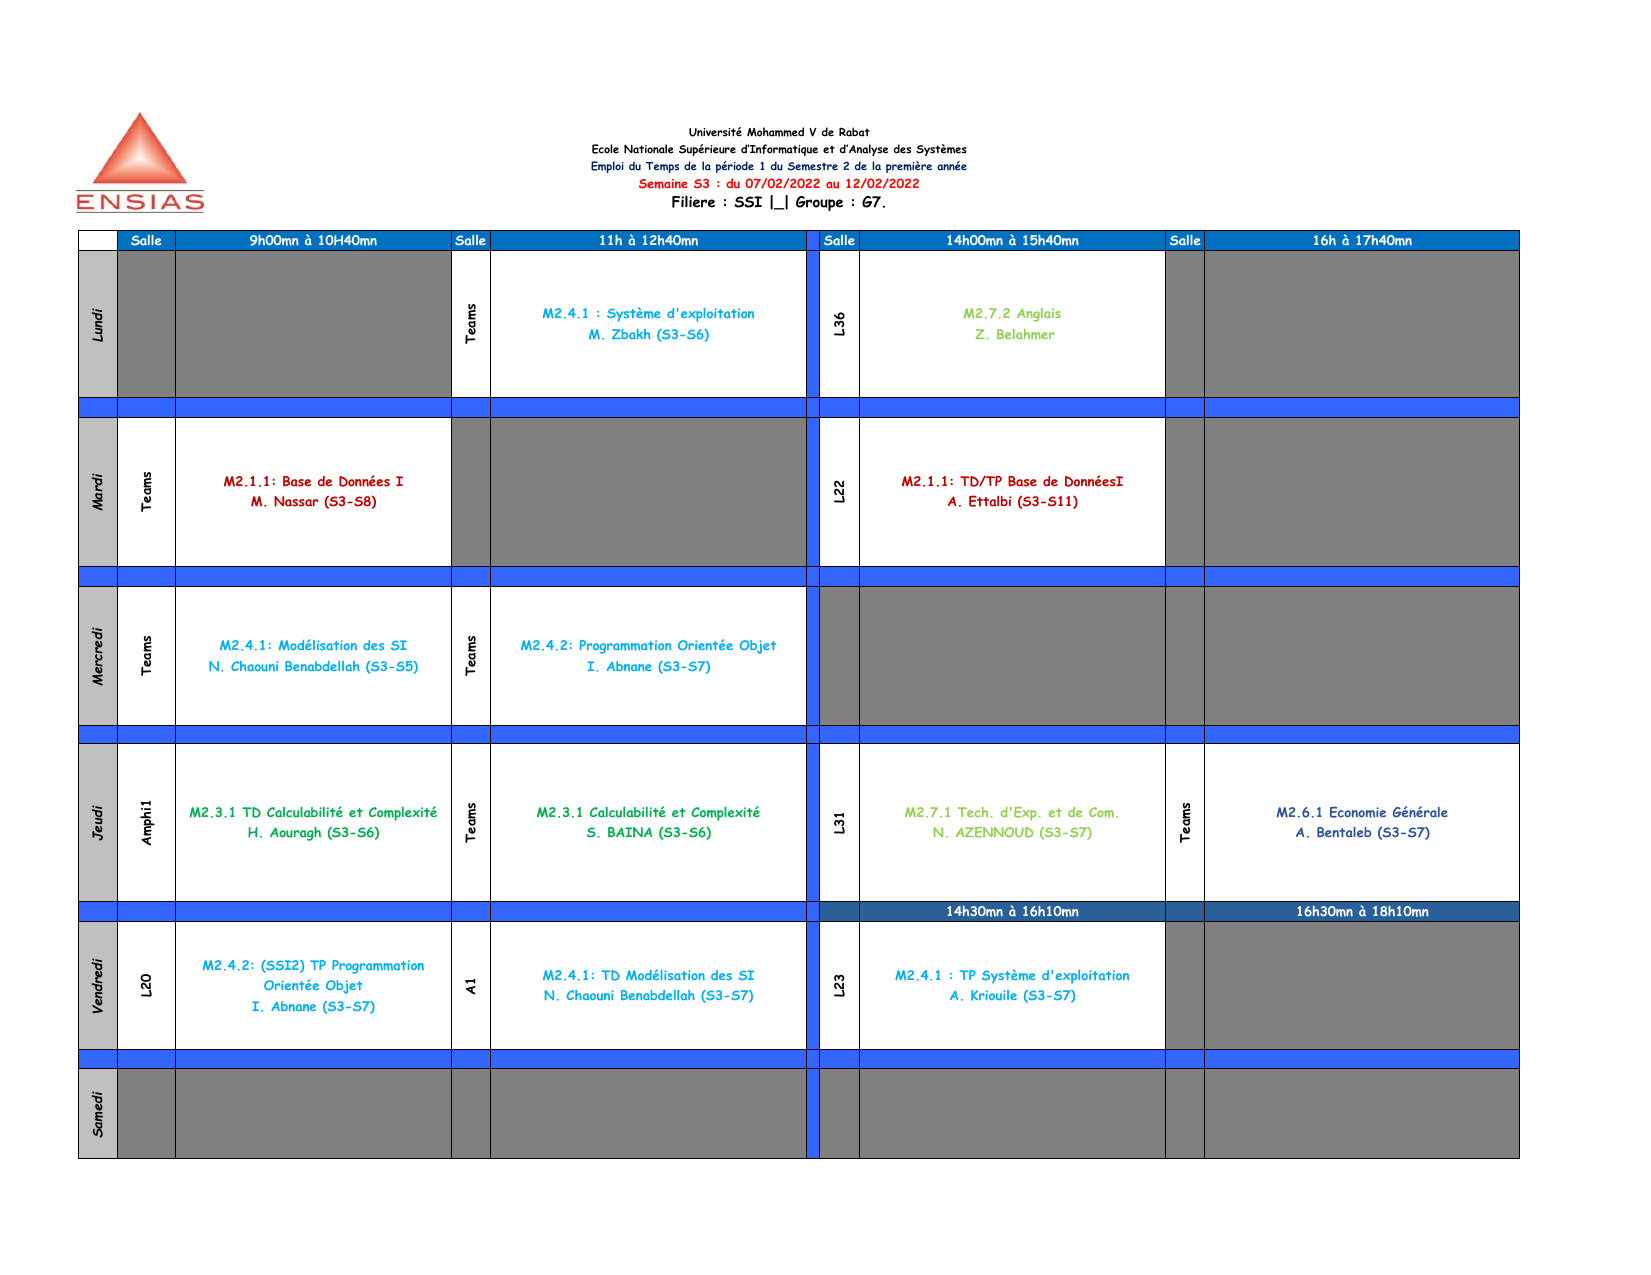 ENSIAS
Université Mohammed V de Rabat
Ecole Nationale Supérieure d’Informatique et d’Analyse des Systèmes
Emploi du Temps de la période 1 du Semestre 2 de la première année
Semaine S3 : du 07/02/2022 au 12/02/2022
Filiere : SSI |_| Groupe : G7.
Salle 9h00mn à 10H40mn Salle 11h à 12h40mn Salle 14h00mn à 15h40mn Salle 16h à 17h40mn
Lundi
Teams
M2.4.1 : Système d'exploitation
M. Zbakh (S3-S6)
L36
M2.7.2 Anglais
Z. Belahmer
Mardi
Teams
M2.1.1: Base de Données I
M. Nassar (S3-S8)
L22
M2.1.1: TD/TP Base de DonnéesI
A. Ettalbi (S3-S11)
Mercredi
Teams
M2.4.1: Modélisation des SI
N. Chaouni Benabdellah (S3-S5)
Teams
M2.4.2: Programmation Orientée Objet
I. Abnane (S3-S7)
Jeudi
Amphi1
M2.3.1 TD Calculabilité et Complexité
H. Aouragh (S3-S6)
Teams
M2.3.1 Calculabilité et Complexité
S. BAINA (S3-S6)
L31
M2.7.1 Tech. d'Exp. et de Com.
N. AZENNOUD (S3-S7)
Teams
M2.6.1 Economie Générale
A. Bentaleb (S3-S7)
14h30mn à 16h10mn 16h30mn à 18h10mn
Vendredi
L20
M2.4.2: (SSI2) TP Programmation
Orientée Objet
I. Abnane (S3-S7)
A1
M2.4.1: TD Modélisation des SI
N. Chaouni Benabdellah (S3-S7)
L23
M2.4.1 : TP Système d'exploitation
A. Kriouile (S3-S7)
Samedi